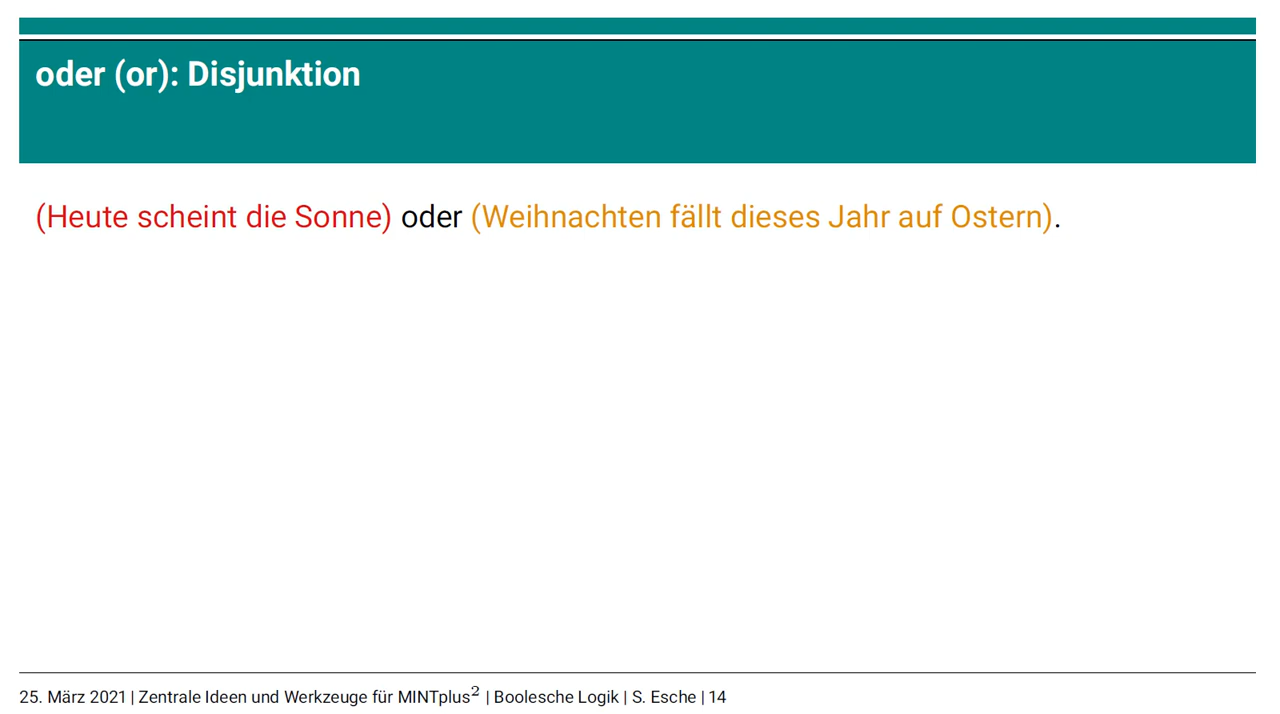 oder (or): Disjunktion
(Heute scheint die Sonne) oder (Weihnachten fällt dieses Jahr auf Ostern).
25. März 2021 | Zentrale Ideen und Werkzeuge für MINTplus² | Boolesche Logik | S. Esche | 14